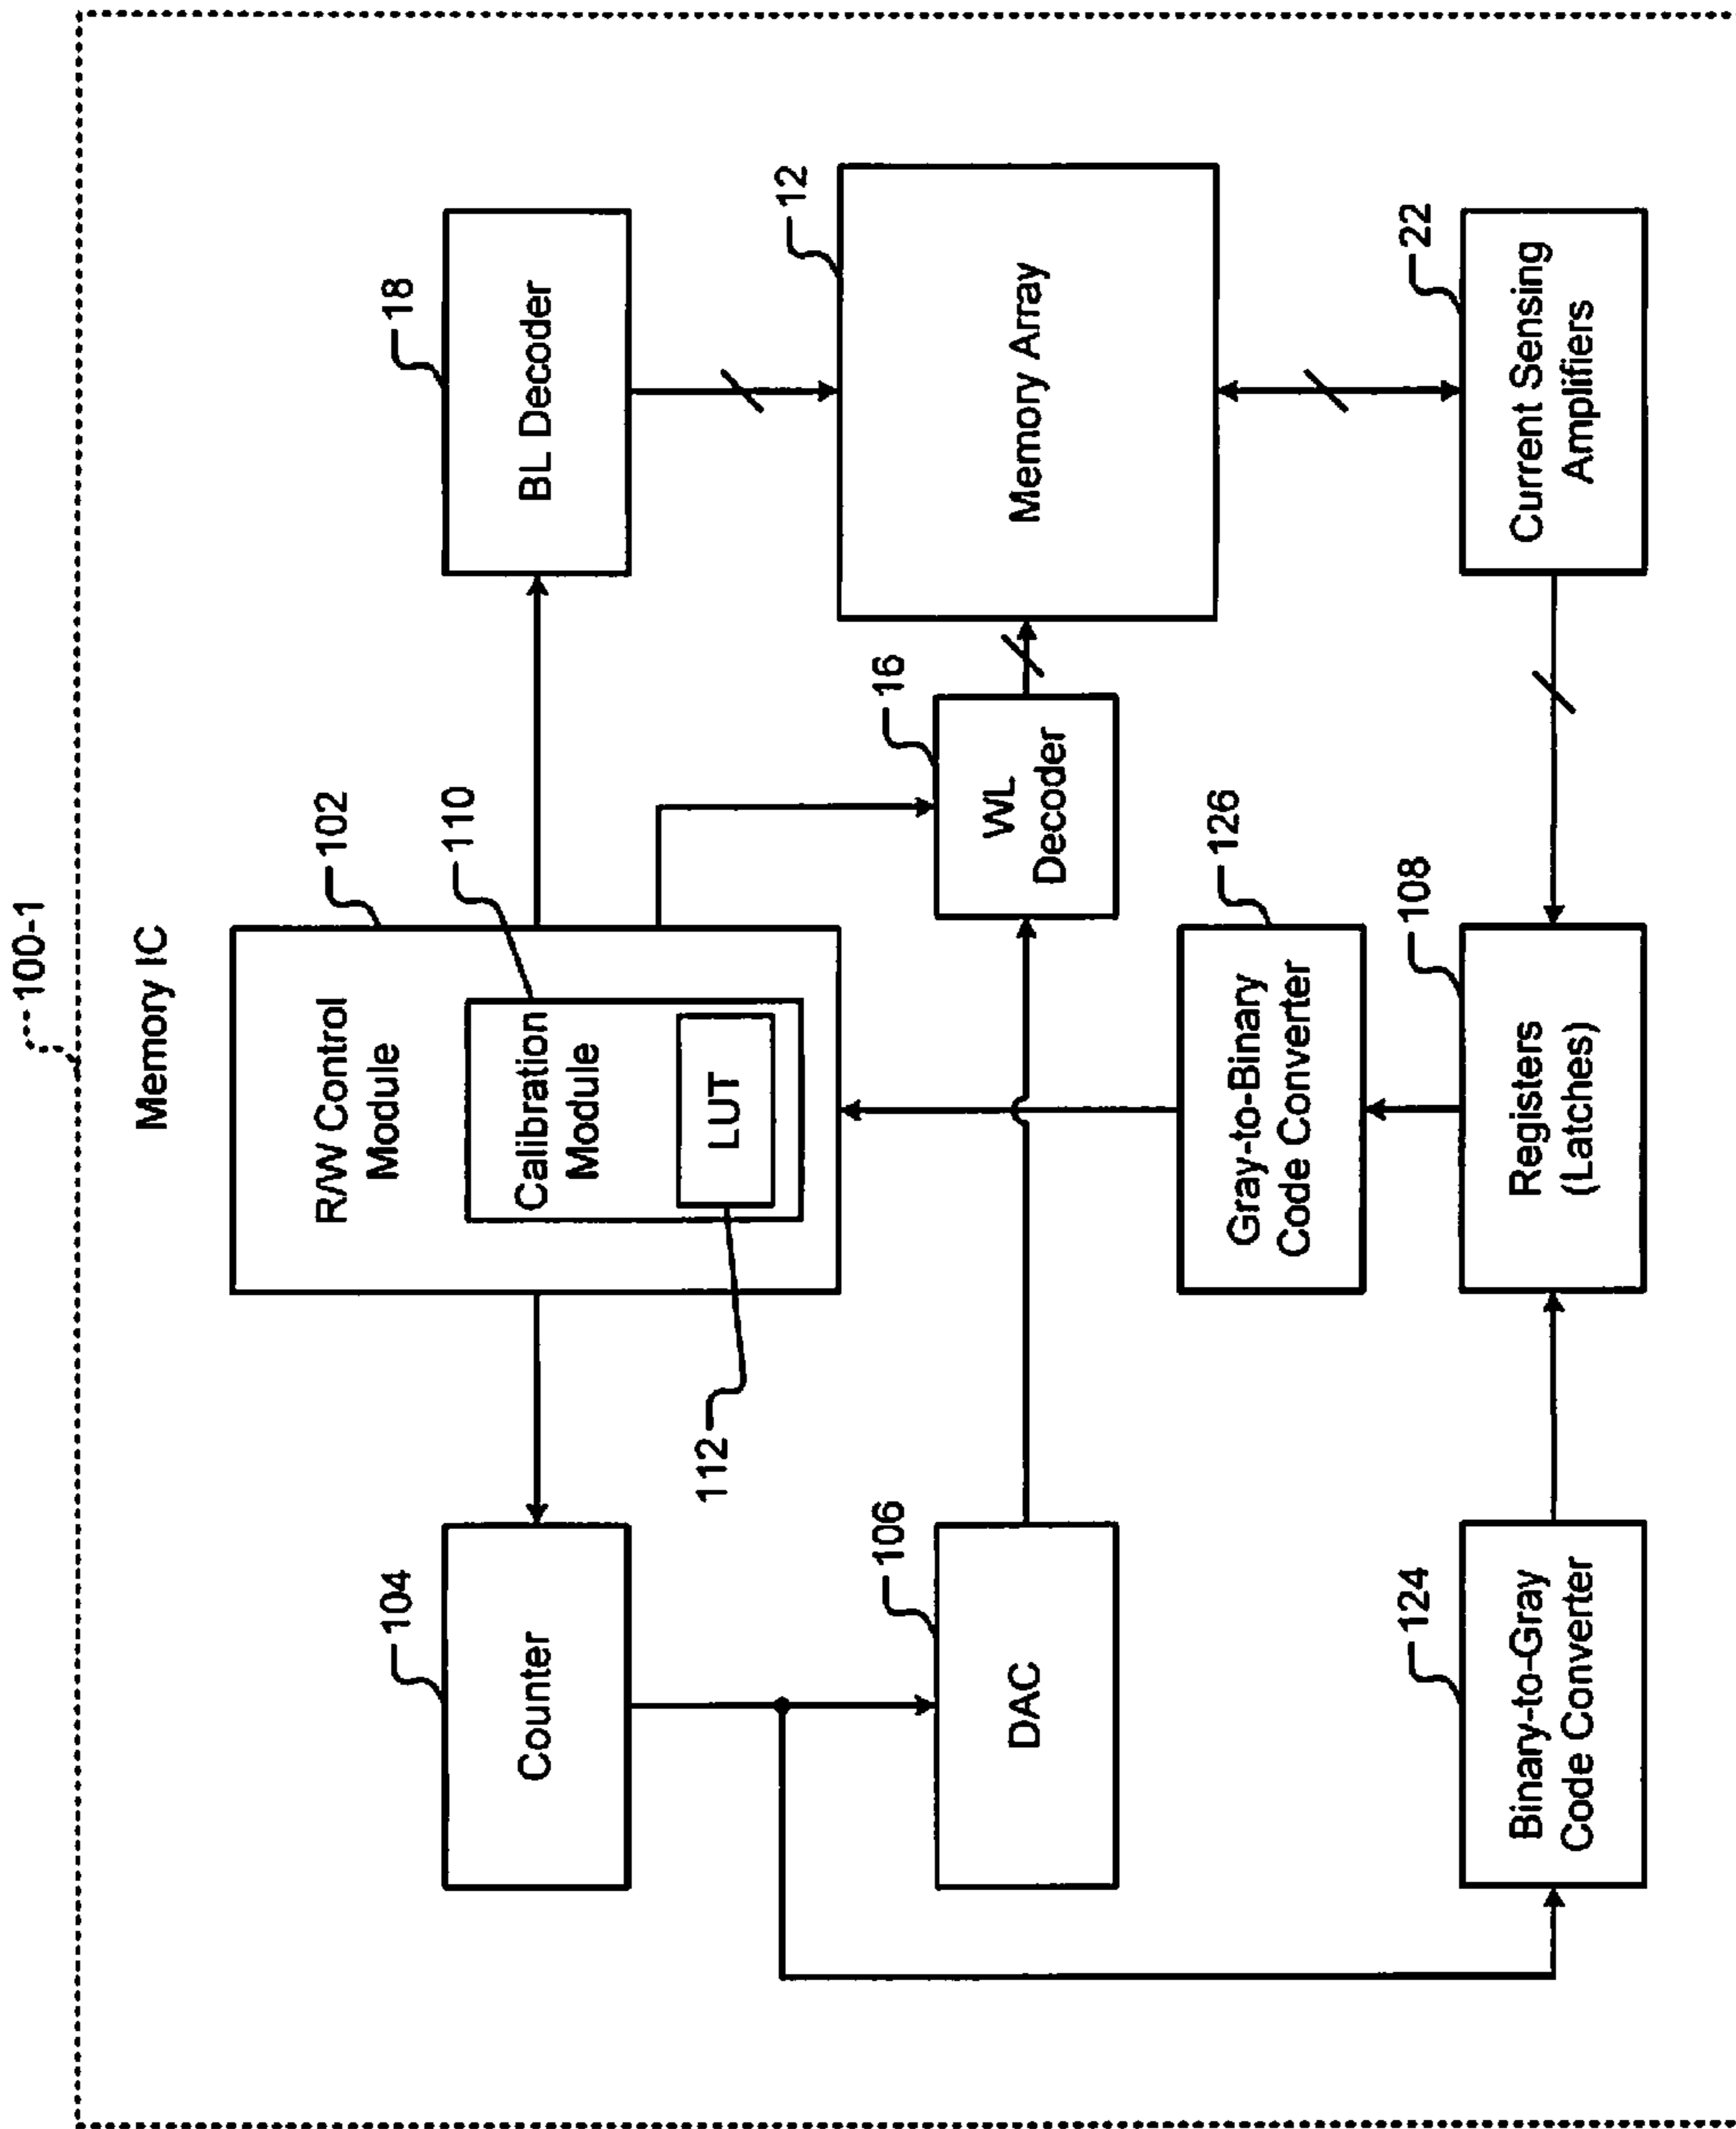 100-1
Memory IC
102
R/W Control
Module
110
Calibration
Module
LUT
112
104
Counter
18
BL Decoder
106
DAC
16
WL
Decoder
12
Memory Array
126
Gray-to-Binary
Code Converter
124
Binary-to-Gray
Code Converter
108
Registers
(Latches)
22
Current Sensing
Amplifiers